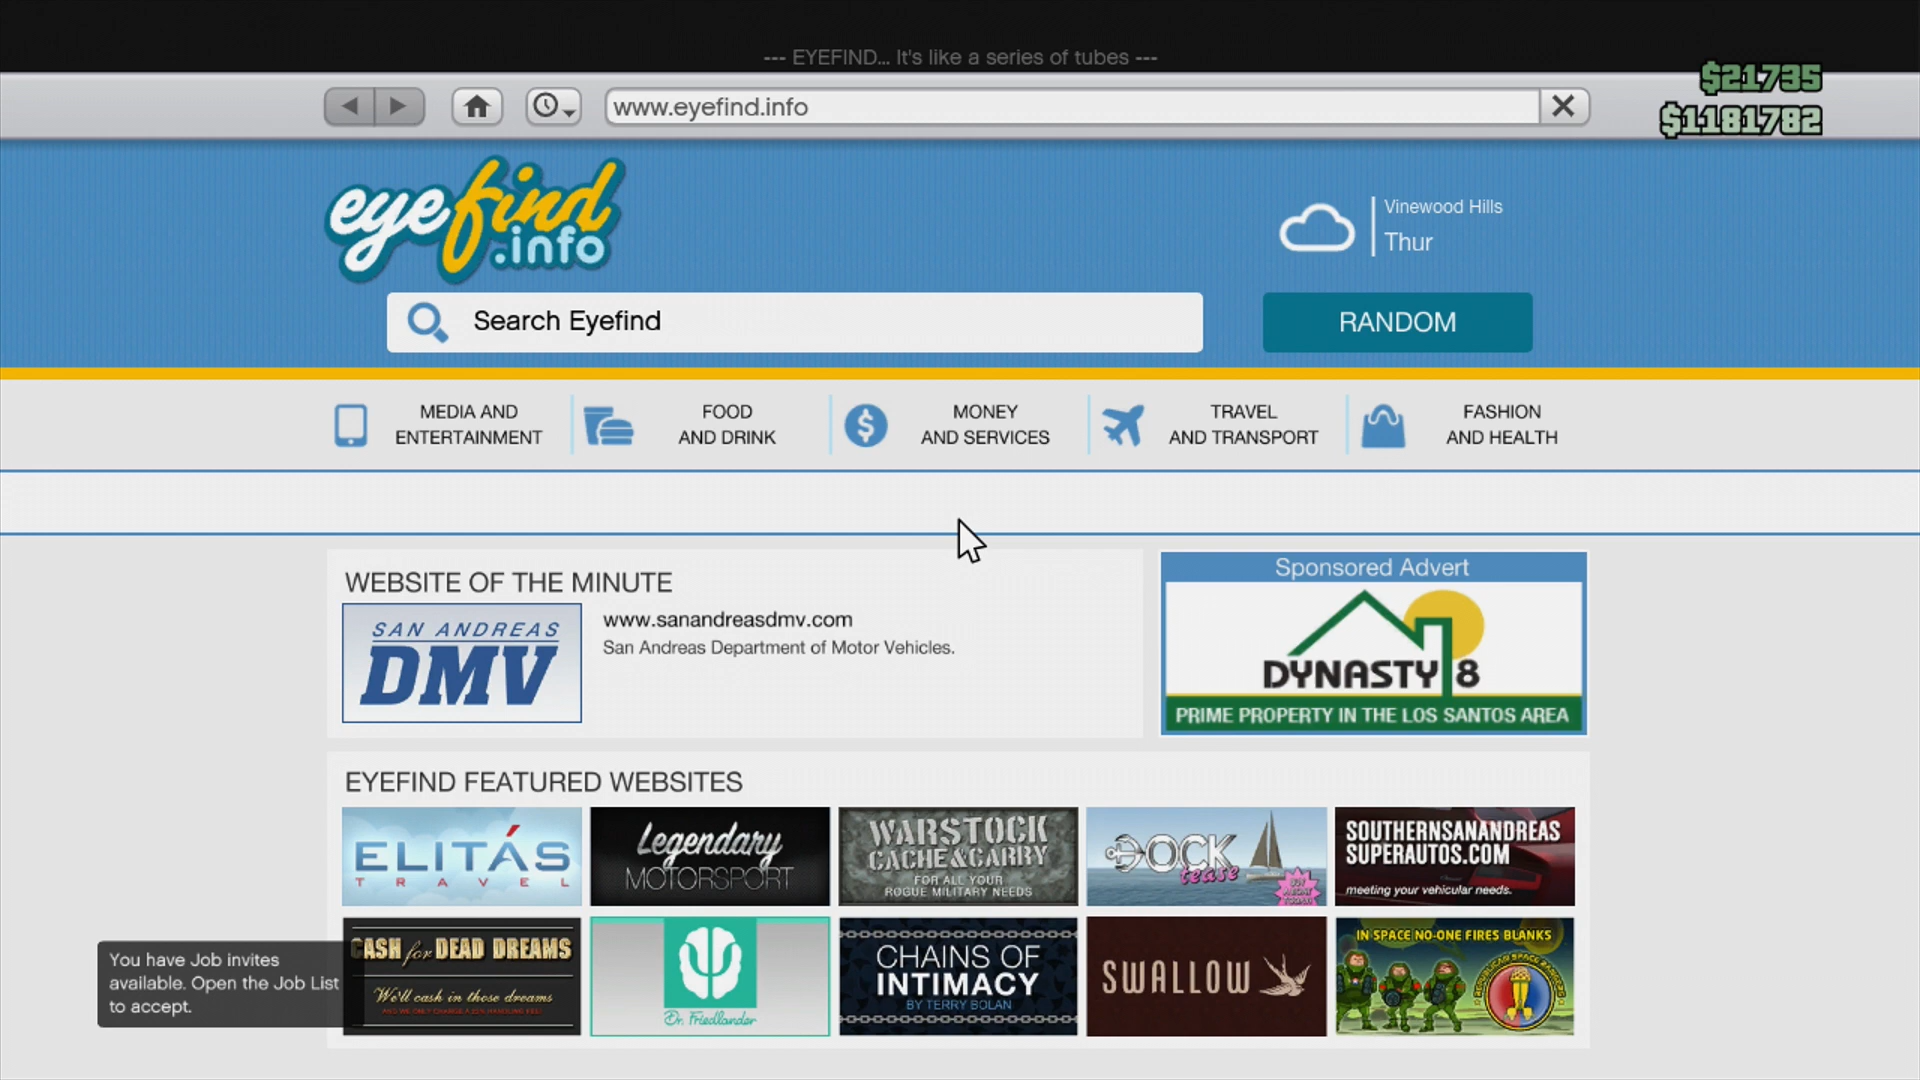 --- EYEFIND... It's like a series of tubes ---
$21735
www.eyefind.info
$1181782
eyefind
.info
Vinewood Hills
Thur
Search Eyefind
RANDOM
MEDIA AND
ENTERTAINMENT
FOOD
AND DRINK
MONEY
AND SERVICES
TRAVEL
AND TRANSPORT
FASHION
AND HEALTH
WEBSITE OF THE MINUTE
SAN ANDREAS
DMV
www.sanandreasdmv.com
San Andreas Department of Motor Vehicles.
Sponsored Advert
DYNASTY 8
PRIME PROPERTY IN THE LOS SANTOS AREA
EYEFIND FEATURED WEBSITES
ELITÁS
TRAVEL
Legendary
MOTORSPORT
WARSTOCK
CACHE & CARRY
FOR ALL YOUR
ROGUE MILITARY NEEDS
DOCK
tease
SOUTHERNSANANDREAS
SUPERAUTOS.COM
meeting your vehicular needs.
CASH for DEAD DREAMS
We'll cash in those dreams
Dr. Friedlander
CHAINS OF
INTIMACY
BY TERRY BOLAN
SWALLOW
IN SPACE NO-ONE FIRES BLANKS
REPUBLICAN SPACE RANGERS
You have Job invites
available. Open the Job List
to accept.